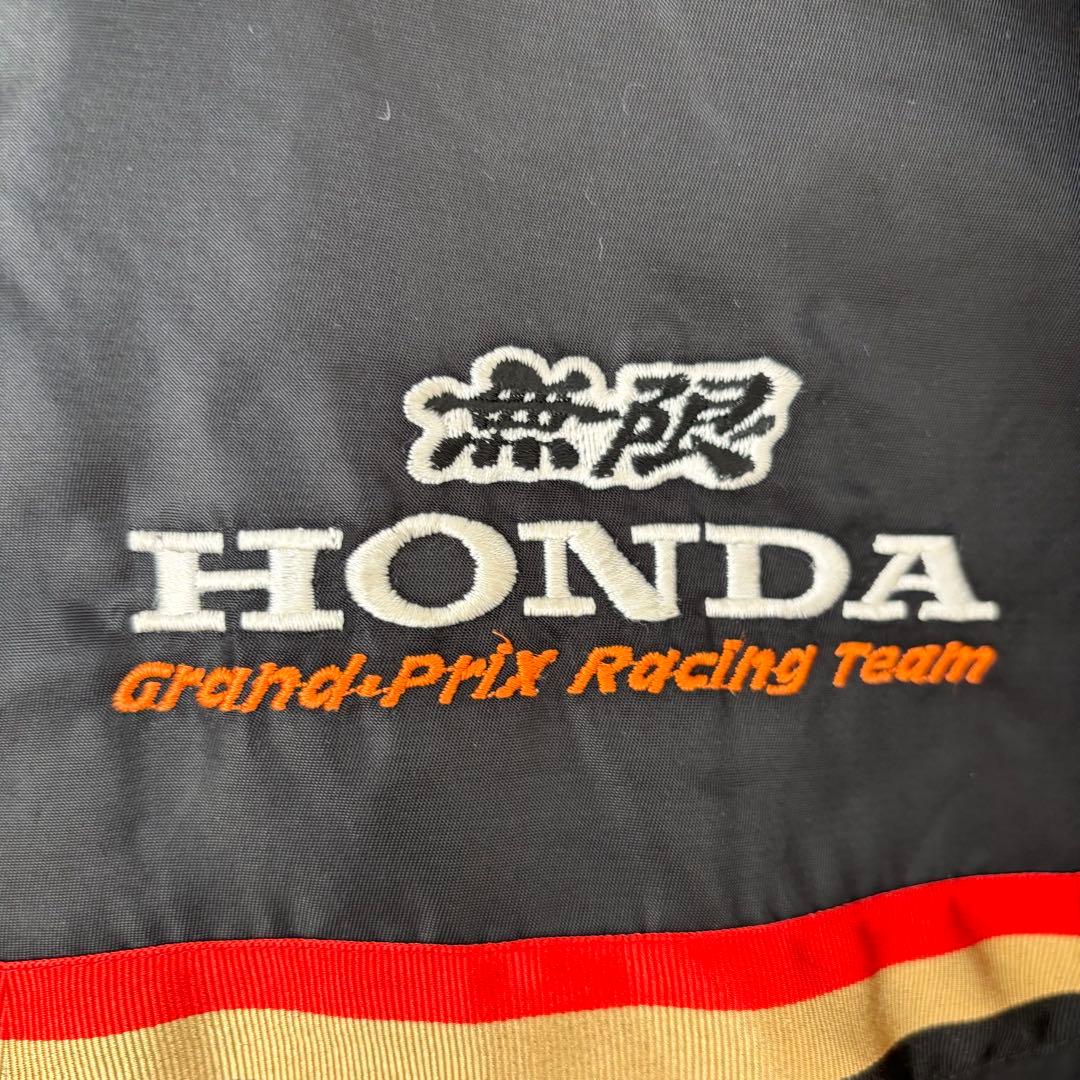 無限
HONDA
Grand-Prix Racing Team